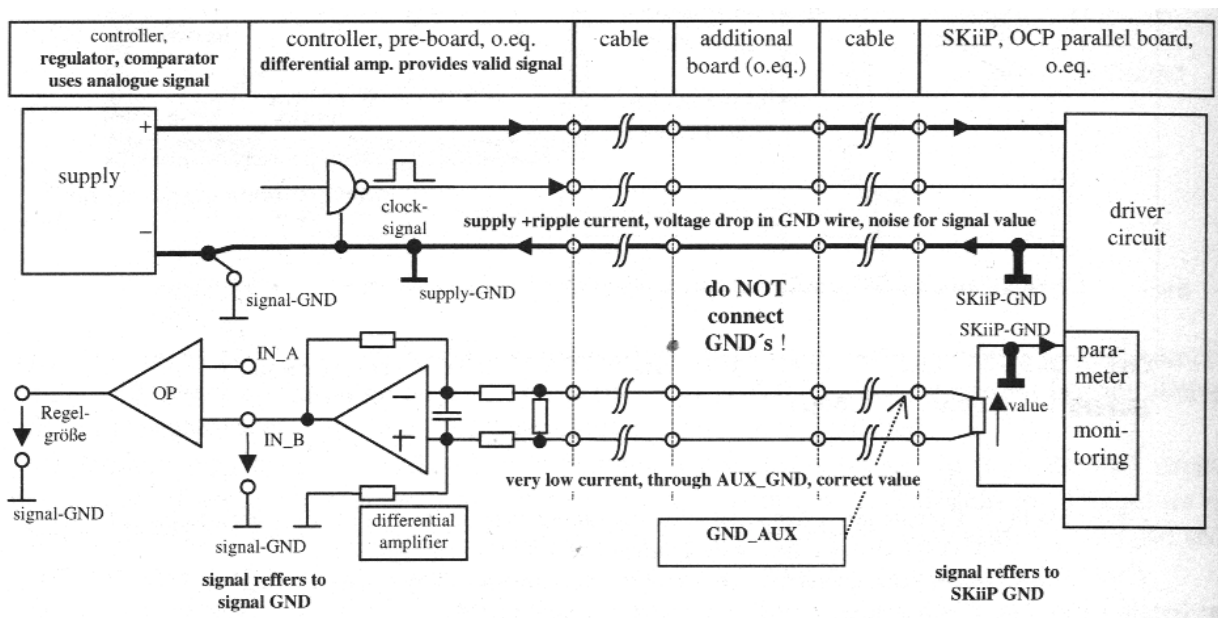 controller,
regulator, comparator
uses analogue signal
controller, pre-board, o.eq.
differential amp. provides valid signal
cable
additional
board (o.eq.)
cable
SKiiP, OCP parallel board,
o.eq.
+
supply
−
clock-
signal
supply +ripple current, voltage drop in GND wire, noise for signal value
driver
circuit
signal-GND
supply-GND
do NOT
connect
GND´s !
SKiiP-GND
SKiiP-GND
IN_A
OP
Regel-
größe
IN_B
−
+
value
para-
meter
moni-
toring
very low current, through AUX_GND, correct value
signal-GND
signal-GND
differential
amplifier
GND_AUX
signal reffers to
signal GND
signal reffers to
SKiiP GND